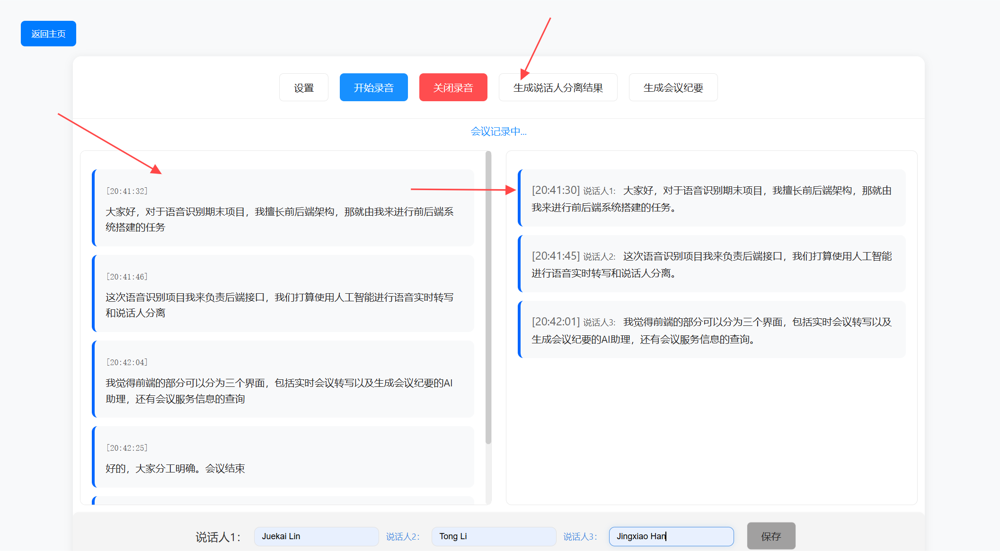 返回主页
设置
开始录音
关闭录音
生成说话人分离结果
生成会议纪要
会议记录中...
[20:41:32]
大家好，对于语音识别期末项目，我擅长前后端架构，那就由我来进行前后端系
统搭建的任务
[20:41:46]
这次语音识别项目我来负责后端接口，我们打算使用人工智能进行语音实时转写
和说话人分离
[20:42:04]
我觉得前端的部分可以分为三个界面，包括实时会议转写以及生成会议纪要的AI
助理，还有会议服务信息的查询
[20:42:25]
好的，大家分工明确。会议结束
[20:41:30] 说话人1： 大家好，对于语音识别期末项目，我擅长前后端架构，那就由
我来进行前后端系统搭建的任务。
[20:41:45] 说话人2： 这次语音识别项目我来负责后端接口，我们打算使用人工智能
进行语音实时转写和说话人分离。
[20:42:01] 说话人3： 我觉得前端的部分可以分为三个界面，包括实时会议转写以及
生成会议纪要的AI助理，还有会议服务信息的查询。
说话人1： Juekai Lin 说话人2： Tong Li 说话人3： Jingxiao Han 保存